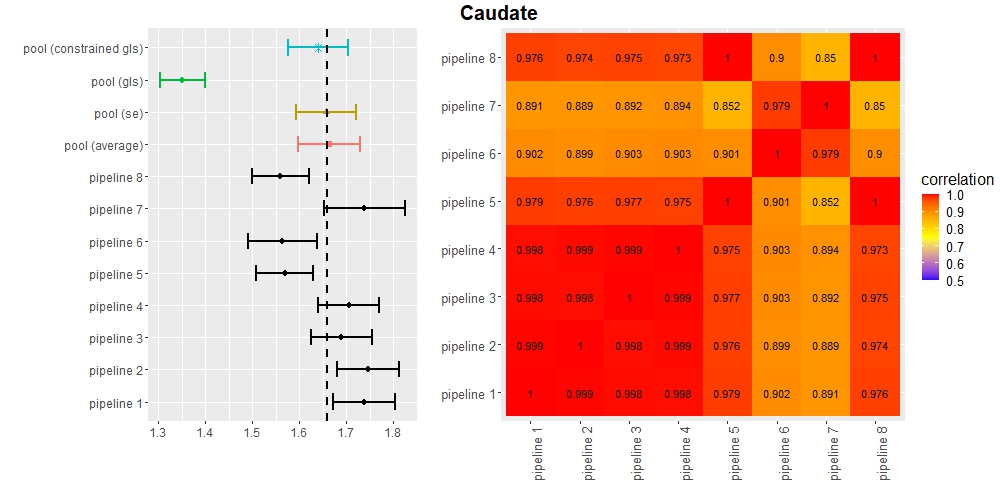 Caudate
pool (constrained gls)
pool (gls)
pool (se)
pool (average)
pipeline 8
pipeline 7
pipeline 6
pipeline 5
pipeline 4
pipeline 3
pipeline 2
pipeline 1
1.3 1.4 1.5 1.6 1.7 1.8
pipeline 8 0.976 0.974 0.975 0.973 1 0.9 0.85 1
pipeline 7 0.891 0.889 0.892 0.894 0.852 0.979 1 0.85
pipeline 6 0.902 0.899 0.903 0.903 0.901 1 0.979 0.9
pipeline 5 0.979 0.976 0.977 0.975 1 0.901 0.852 1
pipeline 4 0.998 0.999 0.999 1 0.975 0.903 0.894 0.973
pipeline 3 0.998 0.998 1 0.999 0.977 0.903 0.892 0.975
pipeline 2 0.999 1 0.998 0.999 0.976 0.899 0.889 0.974
pipeline 1 1 0.999 0.998 0.998 0.979 0.902 0.891 0.976
pipeline 1
pipeline 2
pipeline 3
pipeline 4
pipeline 5
pipeline 6
pipeline 7
pipeline 8
correlation
1.0
0.9
0.8
0.7
0.6
0.5